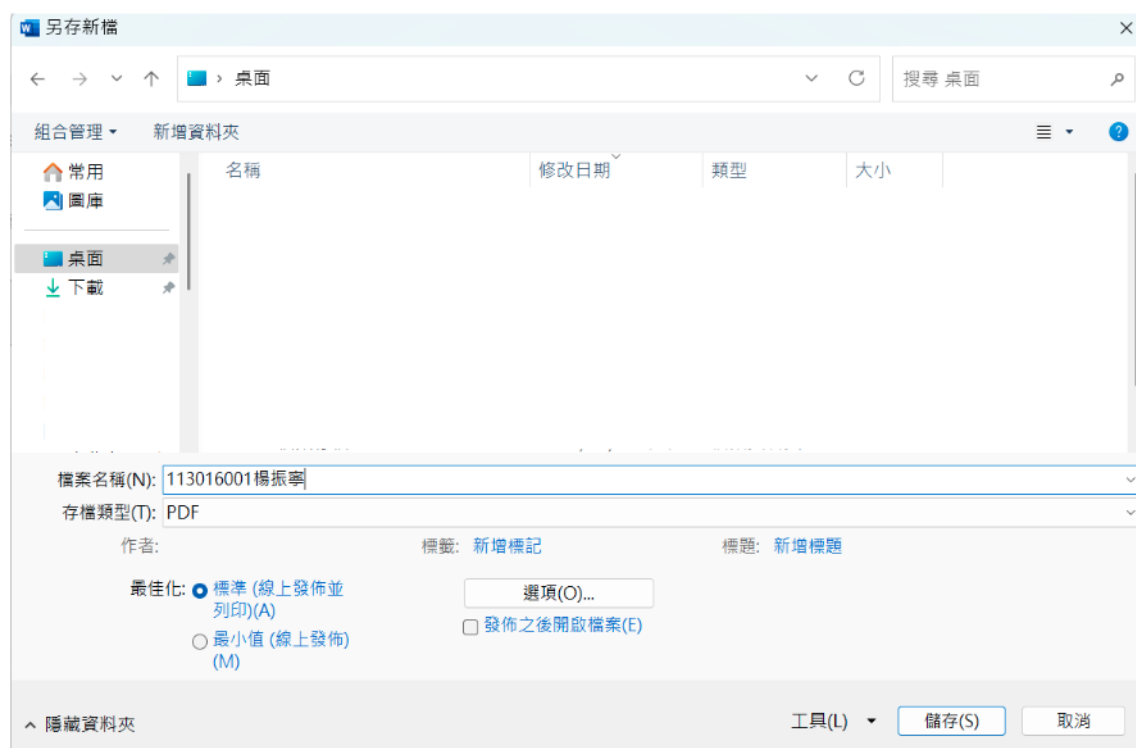 另存新檔
桌面
搜尋 桌面
組合管理 新增資料夾
常用 名稱 修改日期 類型 大小
圖庫
桌面
下載
檔案名稱(N): 113016001楊振寧
存檔類型(T): PDF
作者: 標籤: 新增標記 標題: 新增標題
最佳化: 標準 (線上發佈並 選項(O)...
列印)(A)
發佈之後開啟檔案(E)
最小值 (線上發佈)
(M)
隱藏資料夾 工具(L) 儲存(S) 取消